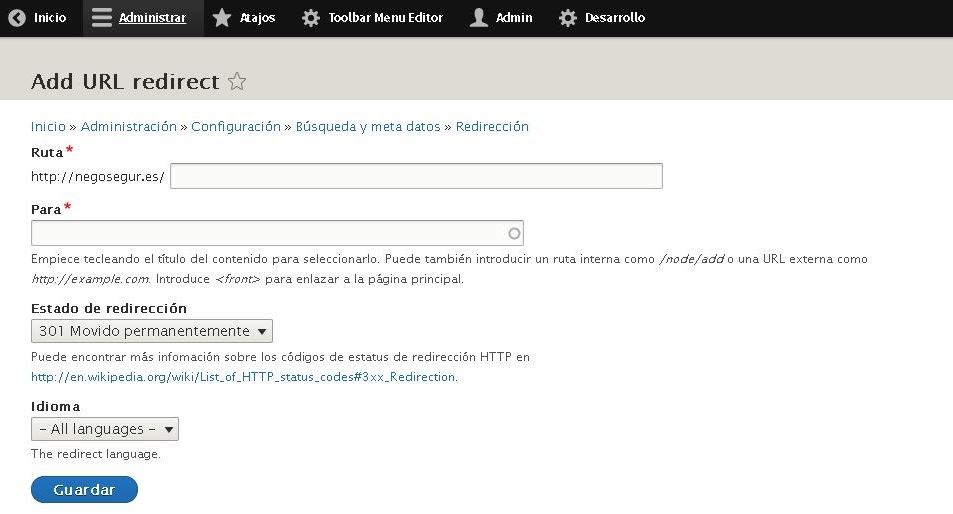 Inicio Administrar Atajos Toolbar Menu Editor Admin Desarrollo
Add URL redirect
Inicio » Administración » Configuración » Búsqueda y meta datos » Redirección
Ruta*
http://negosegur.es/
Para*
Empiece tecleando el título del contenido para seleccionarlo. Puede también introducir un ruta interna como /node/add o una URL externa como
http://example.com. Introduce <front> para enlazar a la página principal.
Estado de redirección
301 Movido permanentemente
Puede encontrar más infomación sobre los códigos de estatus de redirección HTTP en
http://en.wikipedia.org/wiki/List_of_HTTP_status_codes#3xx_Redirection.
Idioma
- All languages -
The redirect language.
Guardar